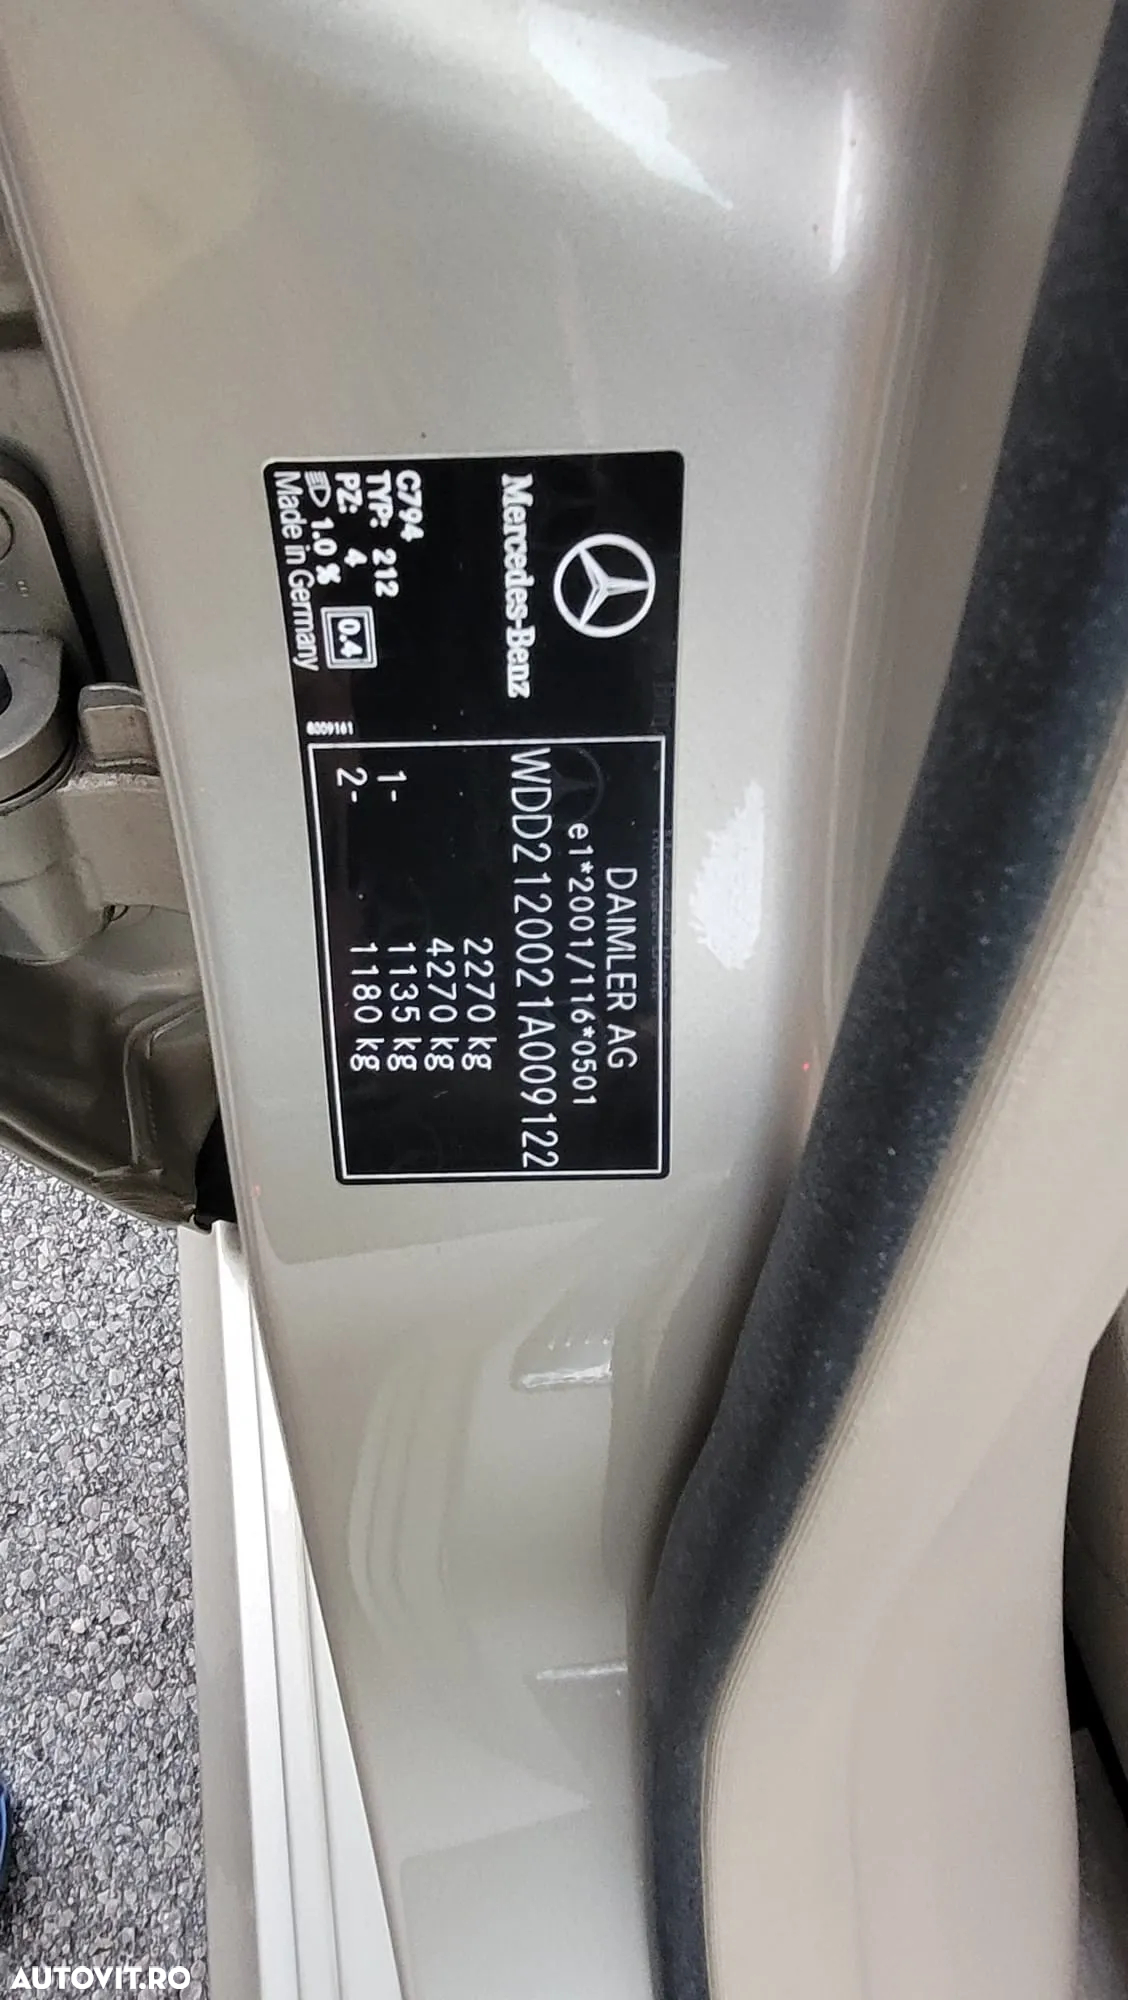 Mercedes-Benz
C794
TYP: 212
PZ: 4
0.4
1.0 %
Made in Germany
6009161
DAIMLER AG
e1*2001/116*0501
WDD2120021A009122
2270 kg
4270 kg
1- 1135 kg
2- 1180 kg
AUTOVIT.RO